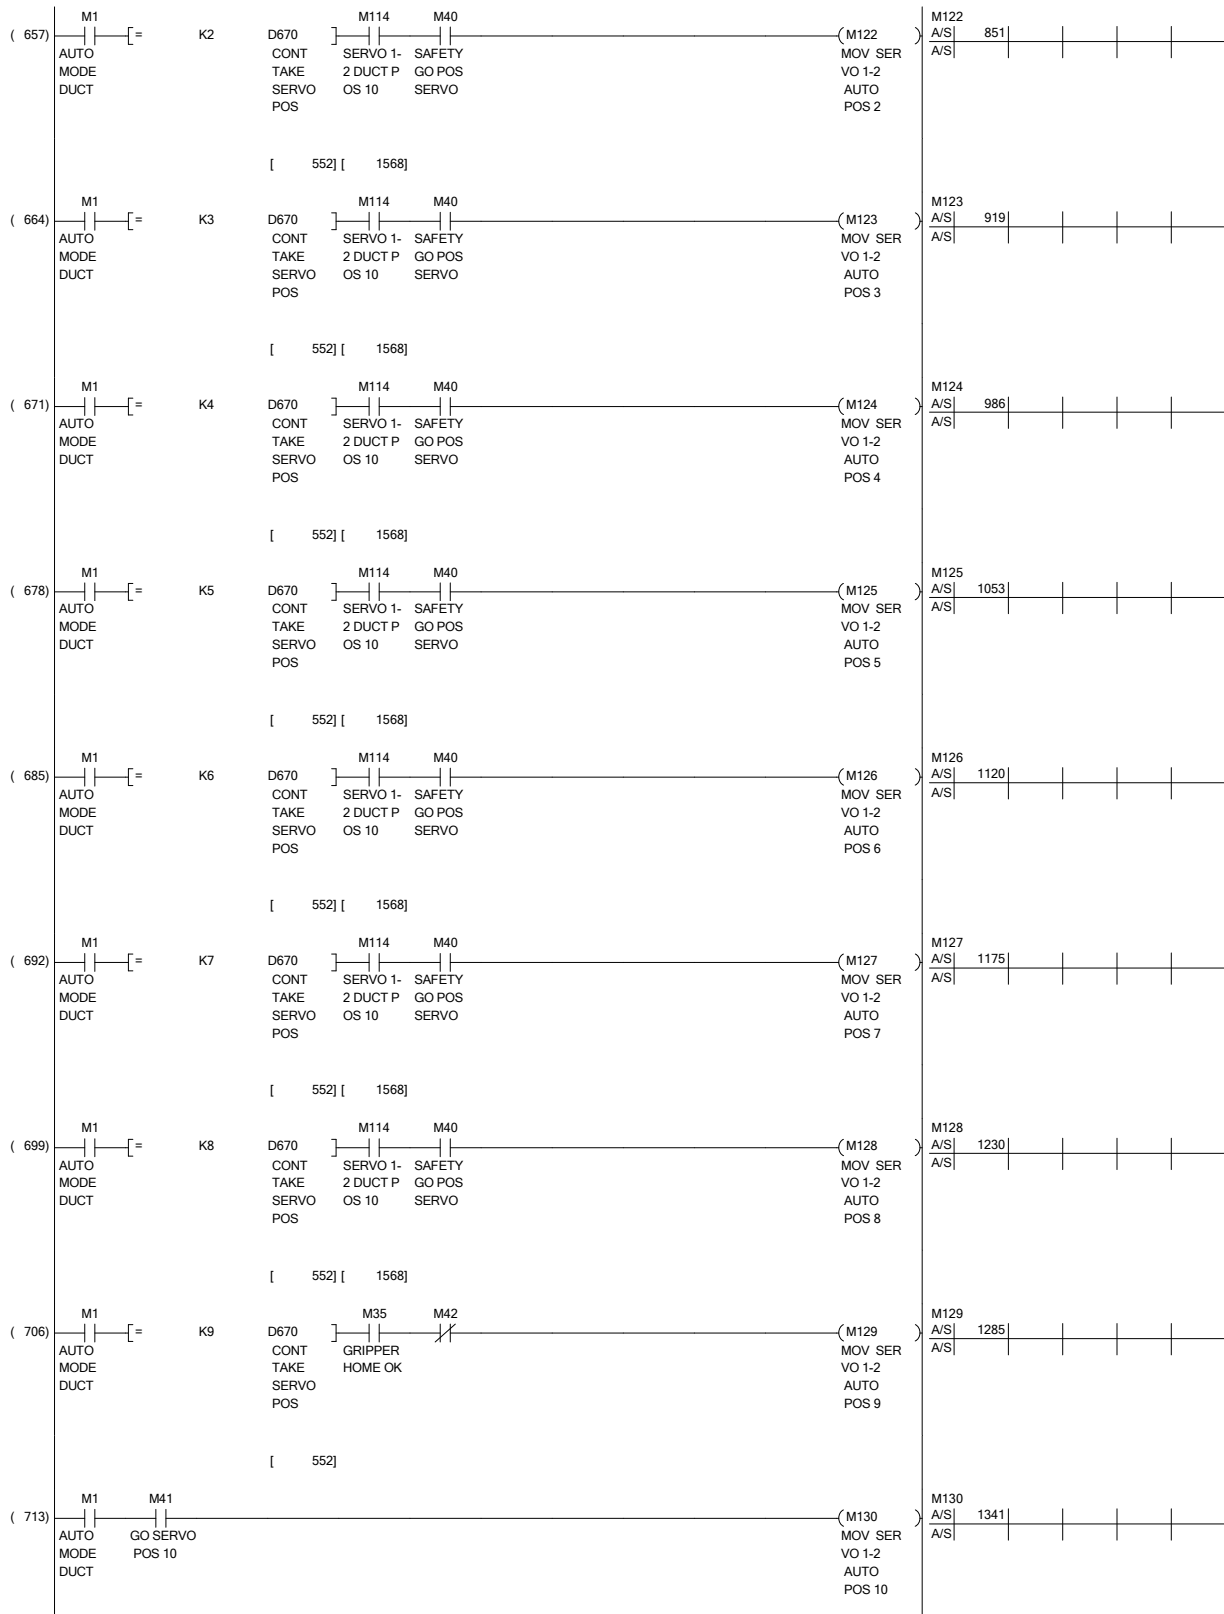 M1 M114 M40 M122
( 657) [= K2 D670 ] (M122 ) A/S 851
AUTO CONT SERVO 1- SAFETY MOV SER A/S
MODE TAKE 2 DUCT P GO POS VO 1-2
DUCT SERVO OS 10 SERVO AUTO
POS POS 2
[ 552] [ 1568]
M1 M114 M40 M123
( 664) [= K3 D670 ] (M123 ) A/S 919
AUTO CONT SERVO 1- SAFETY MOV SER A/S
MODE TAKE 2 DUCT P GO POS VO 1-2
DUCT SERVO OS 10 SERVO AUTO
POS POS 3
[ 552] [ 1568]
M1 M114 M40 M124
( 671) [= K4 D670 ] (M124 ) A/S 986
AUTO CONT SERVO 1- SAFETY MOV SER A/S
MODE TAKE 2 DUCT P GO POS VO 1-2
DUCT SERVO OS 10 SERVO AUTO
POS POS 4
[ 552] [ 1568]
M1 M114 M40 M125
( 678) [= K5 D670 ] (M125 ) A/S 1053
AUTO CONT SERVO 1- SAFETY MOV SER A/S
MODE TAKE 2 DUCT P GO POS VO 1-2
DUCT SERVO OS 10 SERVO AUTO
POS POS 5
[ 552] [ 1568]
M1 M114 M40 M126
( 685) [= K6 D670 ] (M126 ) A/S 1120
AUTO CONT SERVO 1- SAFETY MOV SER A/S
MODE TAKE 2 DUCT P GO POS VO 1-2
DUCT SERVO OS 10 SERVO AUTO
POS POS 6
[ 552] [ 1568]
M1 M114 M40 M127
( 692) [= K7 D670 ] (M127 ) A/S 1175
AUTO CONT SERVO 1- SAFETY MOV SER A/S
MODE TAKE 2 DUCT P GO POS VO 1-2
DUCT SERVO OS 10 SERVO AUTO
POS POS 7
[ 552] [ 1568]
M1 M114 M40 M128
( 699) [= K8 D670 ] (M128 ) A/S 1230
AUTO CONT SERVO 1- SAFETY MOV SER A/S
MODE TAKE 2 DUCT P GO POS VO 1-2
DUCT SERVO OS 10 SERVO AUTO
POS POS 8
[ 552] [ 1568]
M1 M35 M42 M129
( 706) [= K9 D670 ] (M129 ) A/S 1285
AUTO CONT GRIPPER MOV SER A/S
MODE TAKE HOME OK VO 1-2
DUCT SERVO AUTO
POS POS 9
[ 552]
M1 M41 M130
( 713) (M130 ) A/S 1341
AUTO GO SERVO MOV SER A/S
MODE POS 10 VO 1-2
DUCT AUTO
POS 10